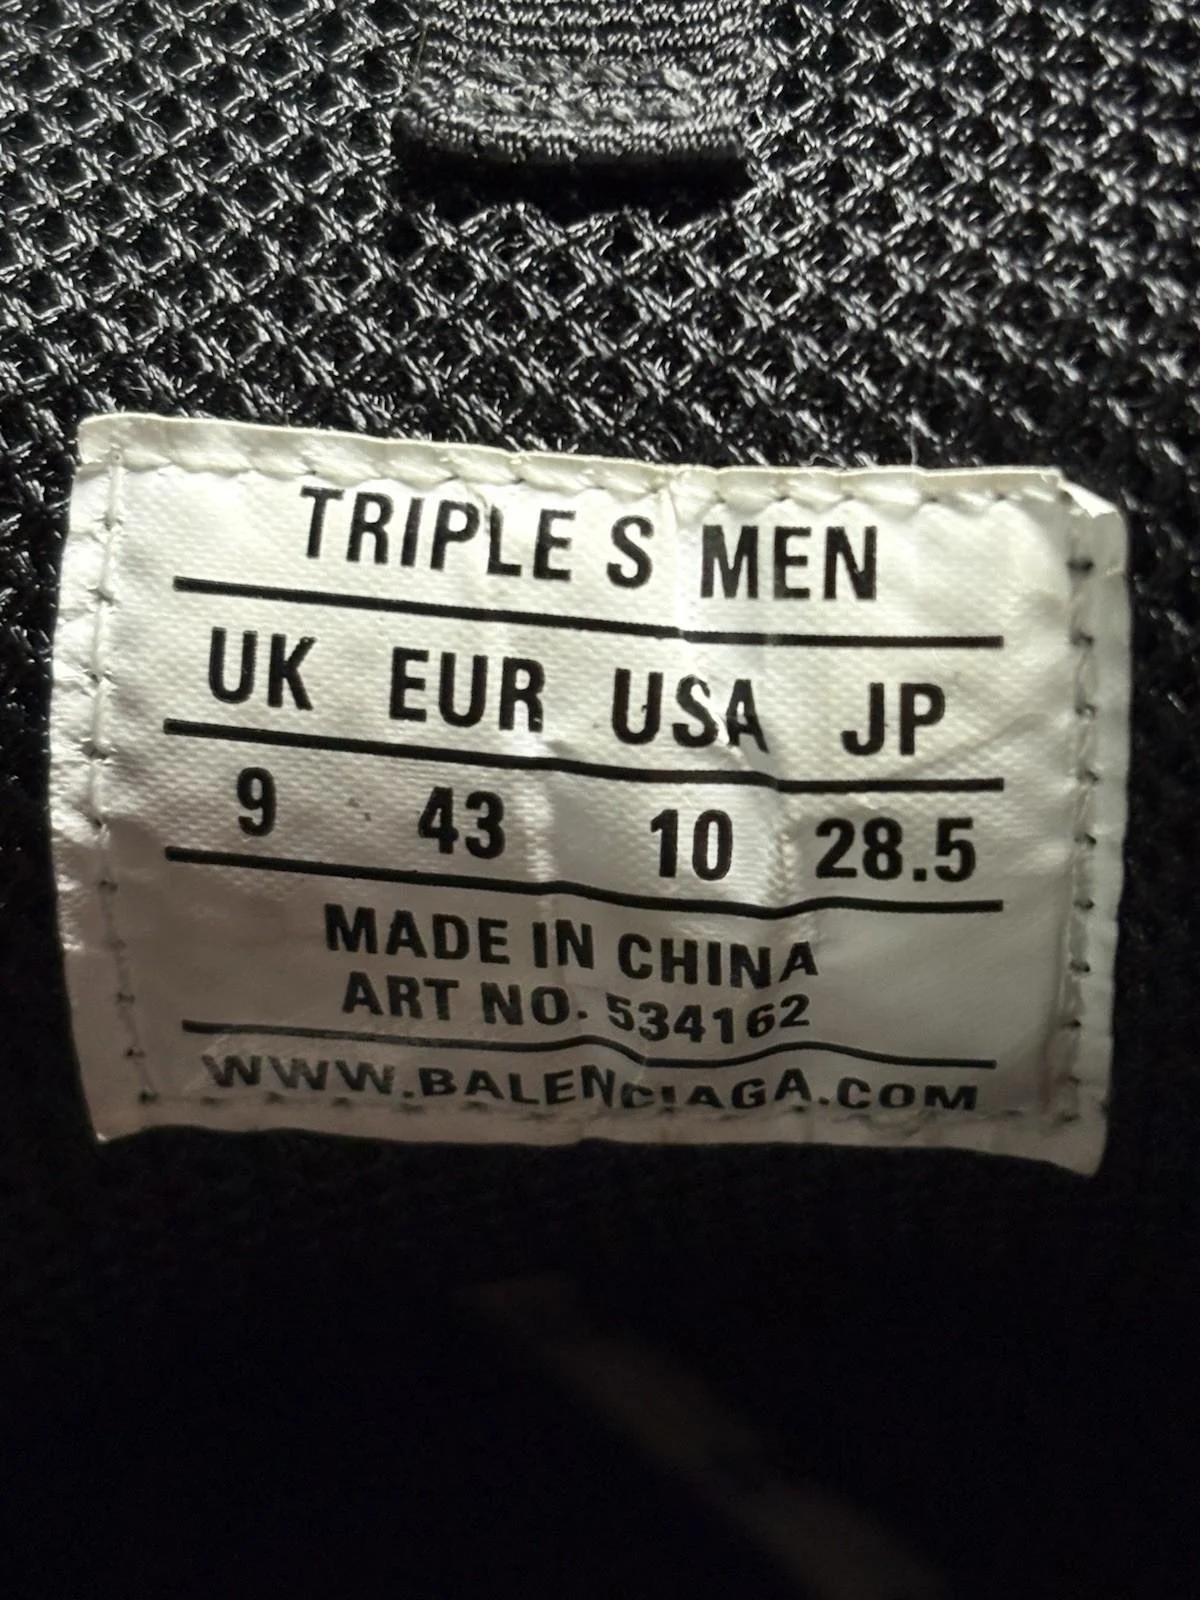 TRIPLE S MEN
UK EUR USA JP
9 43 10 28.5
MADE IN CHINA
ART NO. 534162
WWW.BALENCIAGA.COM